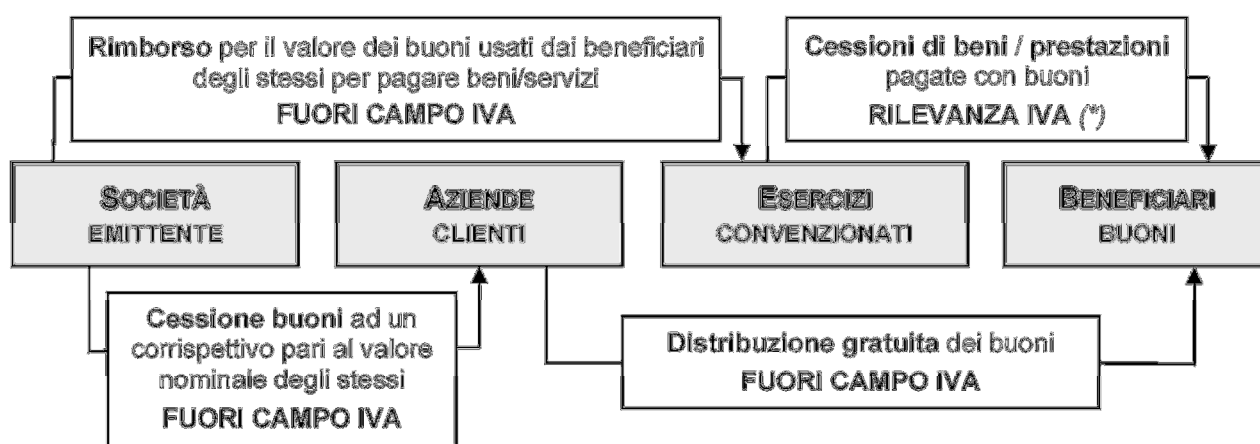 Rimborso per il valore dei buoni usati dai beneficiari
degli stessi per pagare beni/servizi
FUORI CAMPO IVA
Cessioni di beni / prestazioni
pagate con buoni
RILEVANZA IVA (*)
SOCIETÀ
EMITTENTE
AZIENDE
CLIENTI
ESERCIZI
CONVENZIONATI
BENEFICIARI
BUONI
Cessione buoni ad un
corrispettivo pari al valore
nominale degli stessi
FUORI CAMPO IVA
Distribuzione gratuita dei buoni
FUORI CAMPO IVA